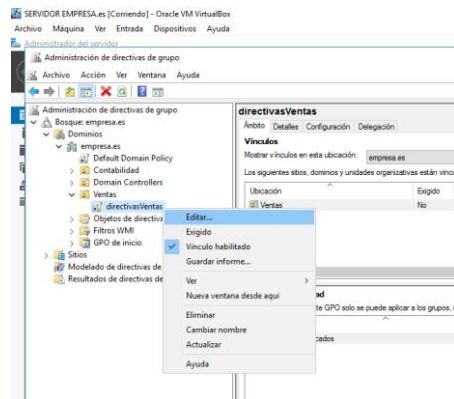 SERVIDOR EMPRESA.es [Corriendo] - Oracle VM VirtualBox
Archivo Máquina Ver Entrada Dispositivos Ayuda
Administrador del servidor
Administración de directivas de grupo
Archivo Acción Ver Ventana Ayuda
Administración de directivas de grupo
Bosque: empresa.es
Dominios
empresa.es
Default Domain Policy
Contabilidad
Domain Controllers
Ventas
directivasVentas
Objetos de directiva
Filtros WMI
GPO de inicio
Sitios
Modelado de directivas de
Resultados de directivas de
directivasVentas
Ámbito Detalles Configuración Delegación
Vínculos
Mostrar vínculos en esta ubicación: empresa.es
Los siguientes sitios, dominios y unidades organizativas están vincu
Ubicación Exigido
Ventas No
Editar...
Exigido
Vínculo habilitado
Guardar informe...
Ver
Nueva ventana desde aquí
Eliminar
Cambiar nombre
Actualizar
Ayuda
ad
te GPO solo se puede aplicar a los grupos,
cados